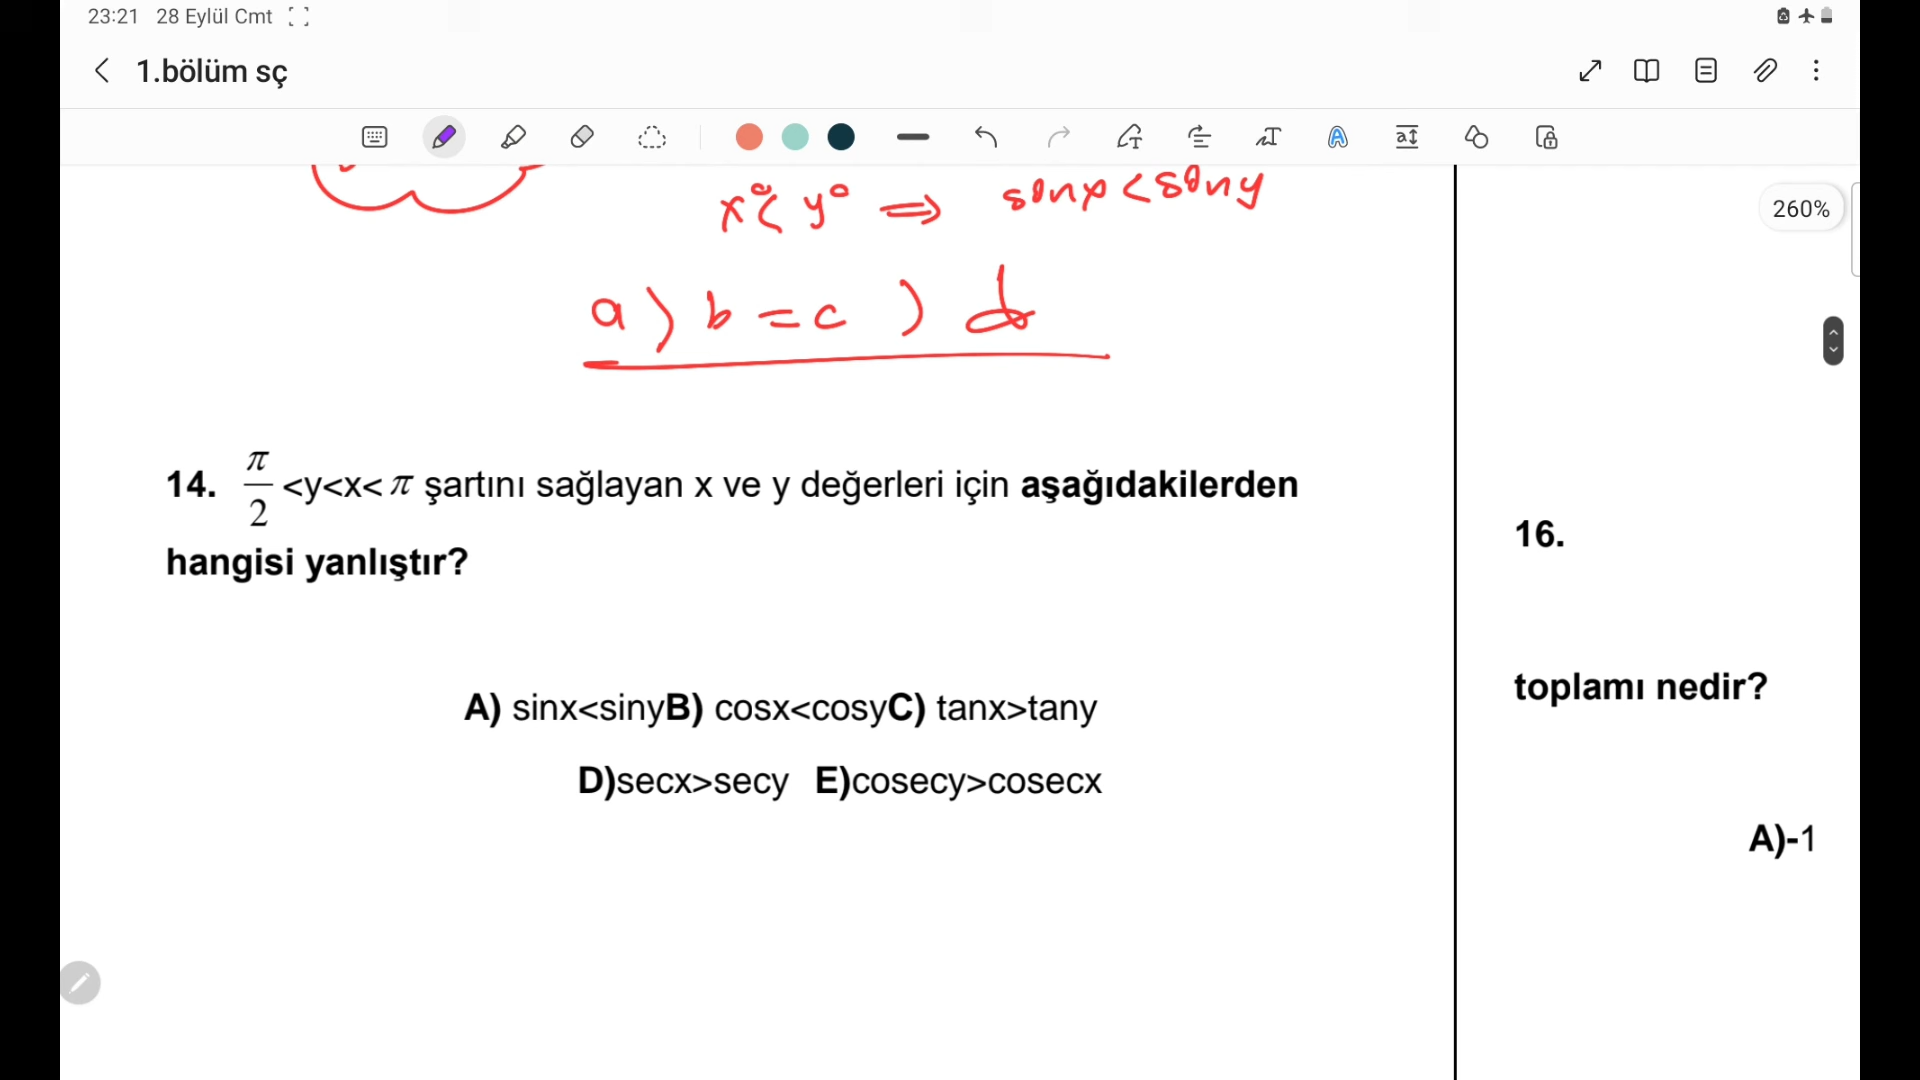 23:21 28 Eylül Cmt
1.bölüm sç
260%
x°<y° ⇒ sinx<siny
a>b=c>d
14. π/2 <y<x< π şartını sağlayan x ve y değerleri için aşağıdakilerden
hangisi yanlıştır?
A) sinx<sinyB) cosx<cosyC) tanx>tany
D)secx>secy E)cosecy>cosecx
16.
toplamı nedir?
A)-1